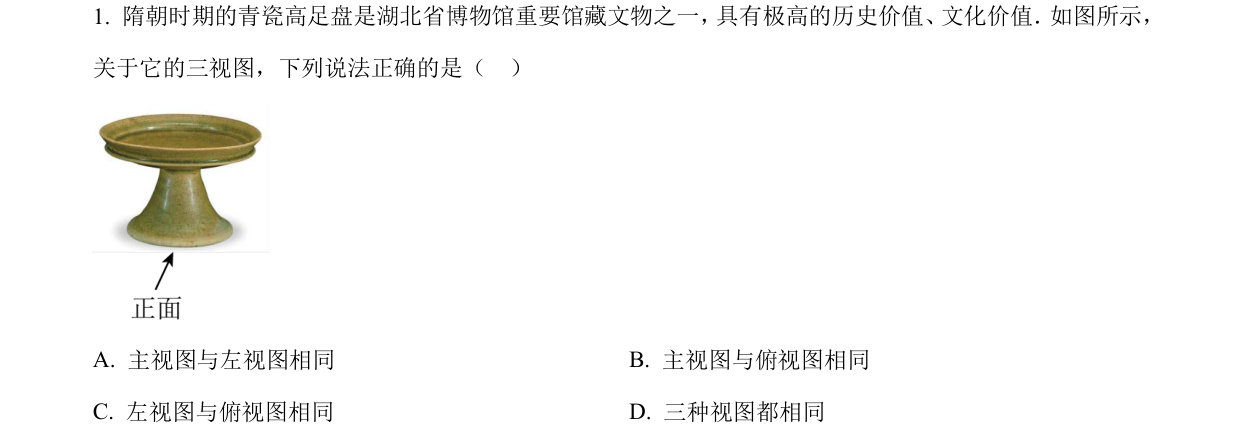 1. 隋朝时期的青瓷高足盘是湖北省博物馆重要馆藏文物之一，具有极高的历史价值、文化价值．如图所示，
关于它的三视图，下列说法正确的是（　）
正面
A. 主视图与左视图相同
B. 主视图与俯视图相同
C. 左视图与俯视图相同
D. 三种视图都相同